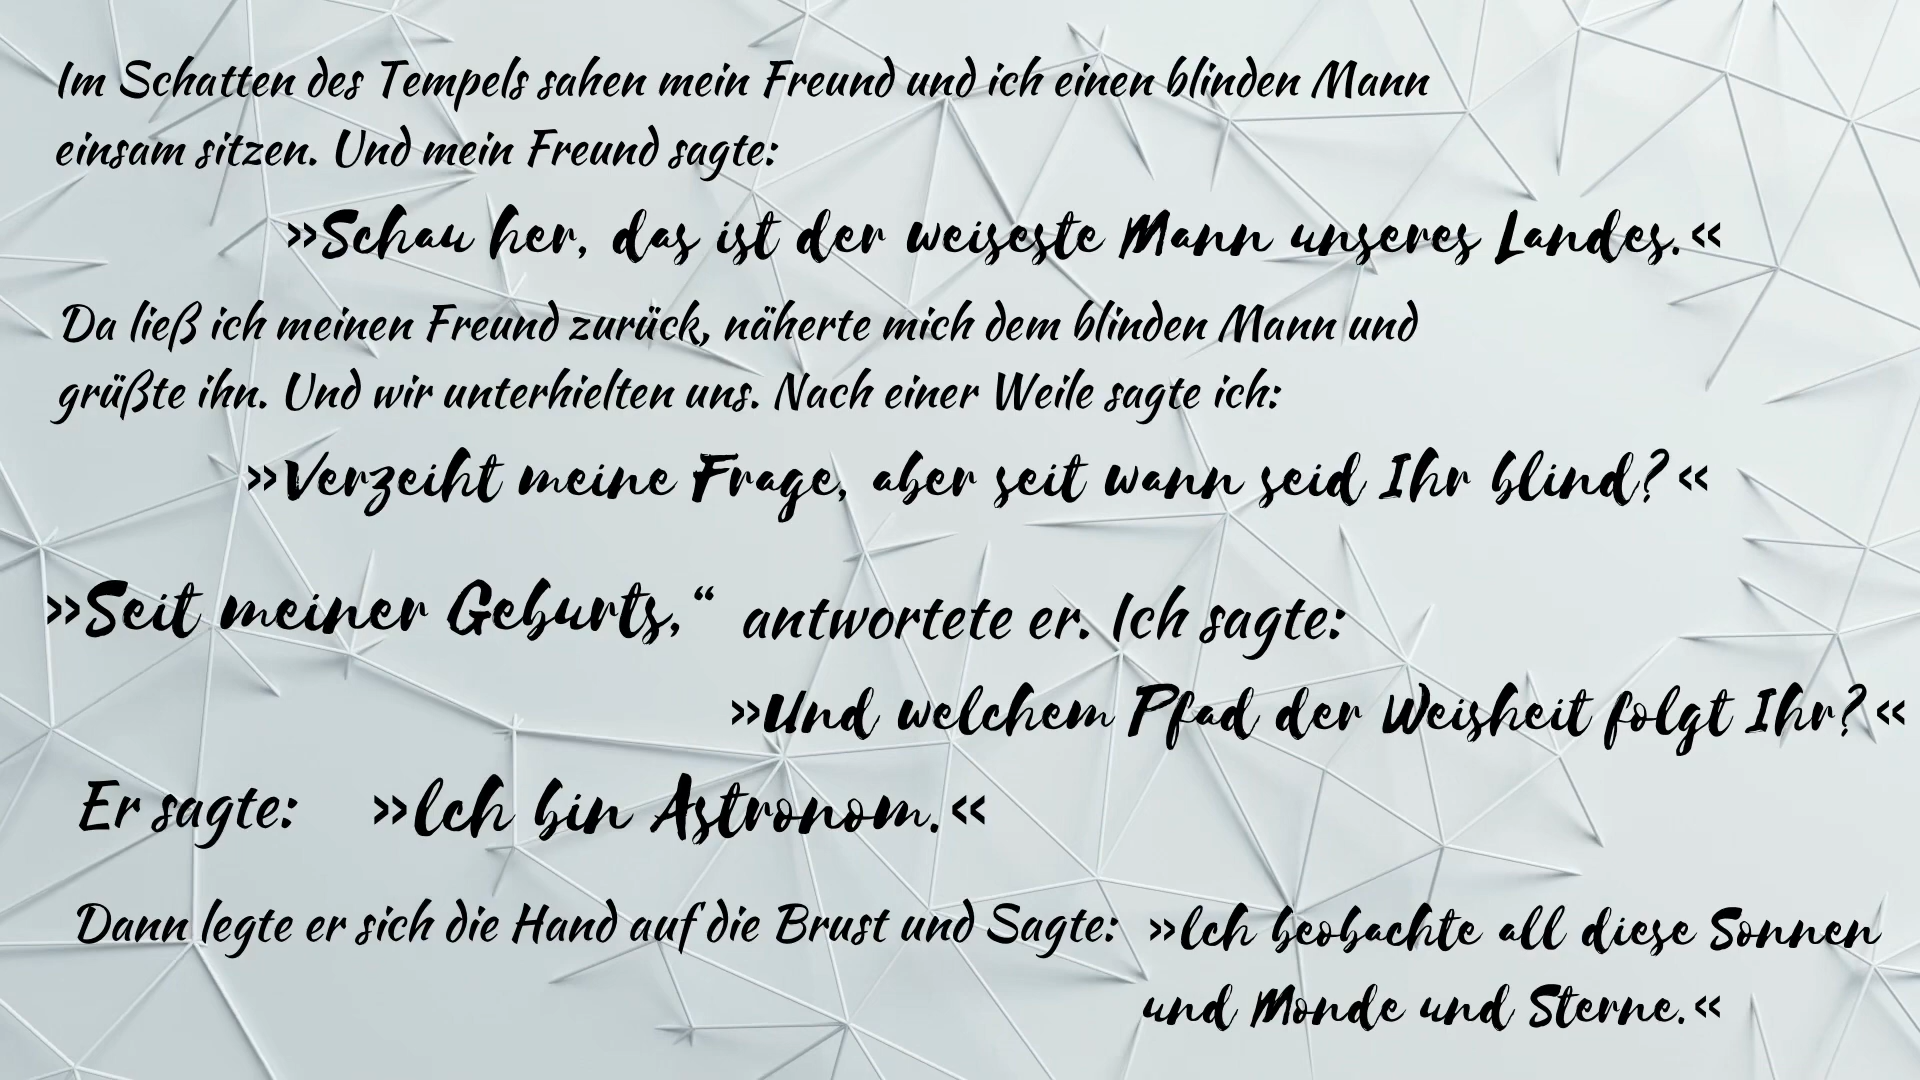 Im Schatten des Tempels sahen mein Freund und ich einen blinden Mann
einsam sitzen. Und mein Freund sagte:
»Schau her, das ist der weiseste Mann unseres Landes.«
Da ließ ich meinen Freund zurück, näherte mich dem blinden Mann und
grüßte ihn. Und wir unterhielten uns. Nach einer Weile sagte ich:
»Verzeiht meine Frage, aber seit wann seid Ihr blind?«
»Seit meiner Geburts,“ antwortete er. Ich sagte:
»Und welchem Pfad der Weisheit folgt Ihr?«
Er sagte: »lch bin Astronom.«
Dann legte er sich die Hand auf die Brust und Sagte: »lch beobachte all diese Sonnen
und Monde und Sterne.«